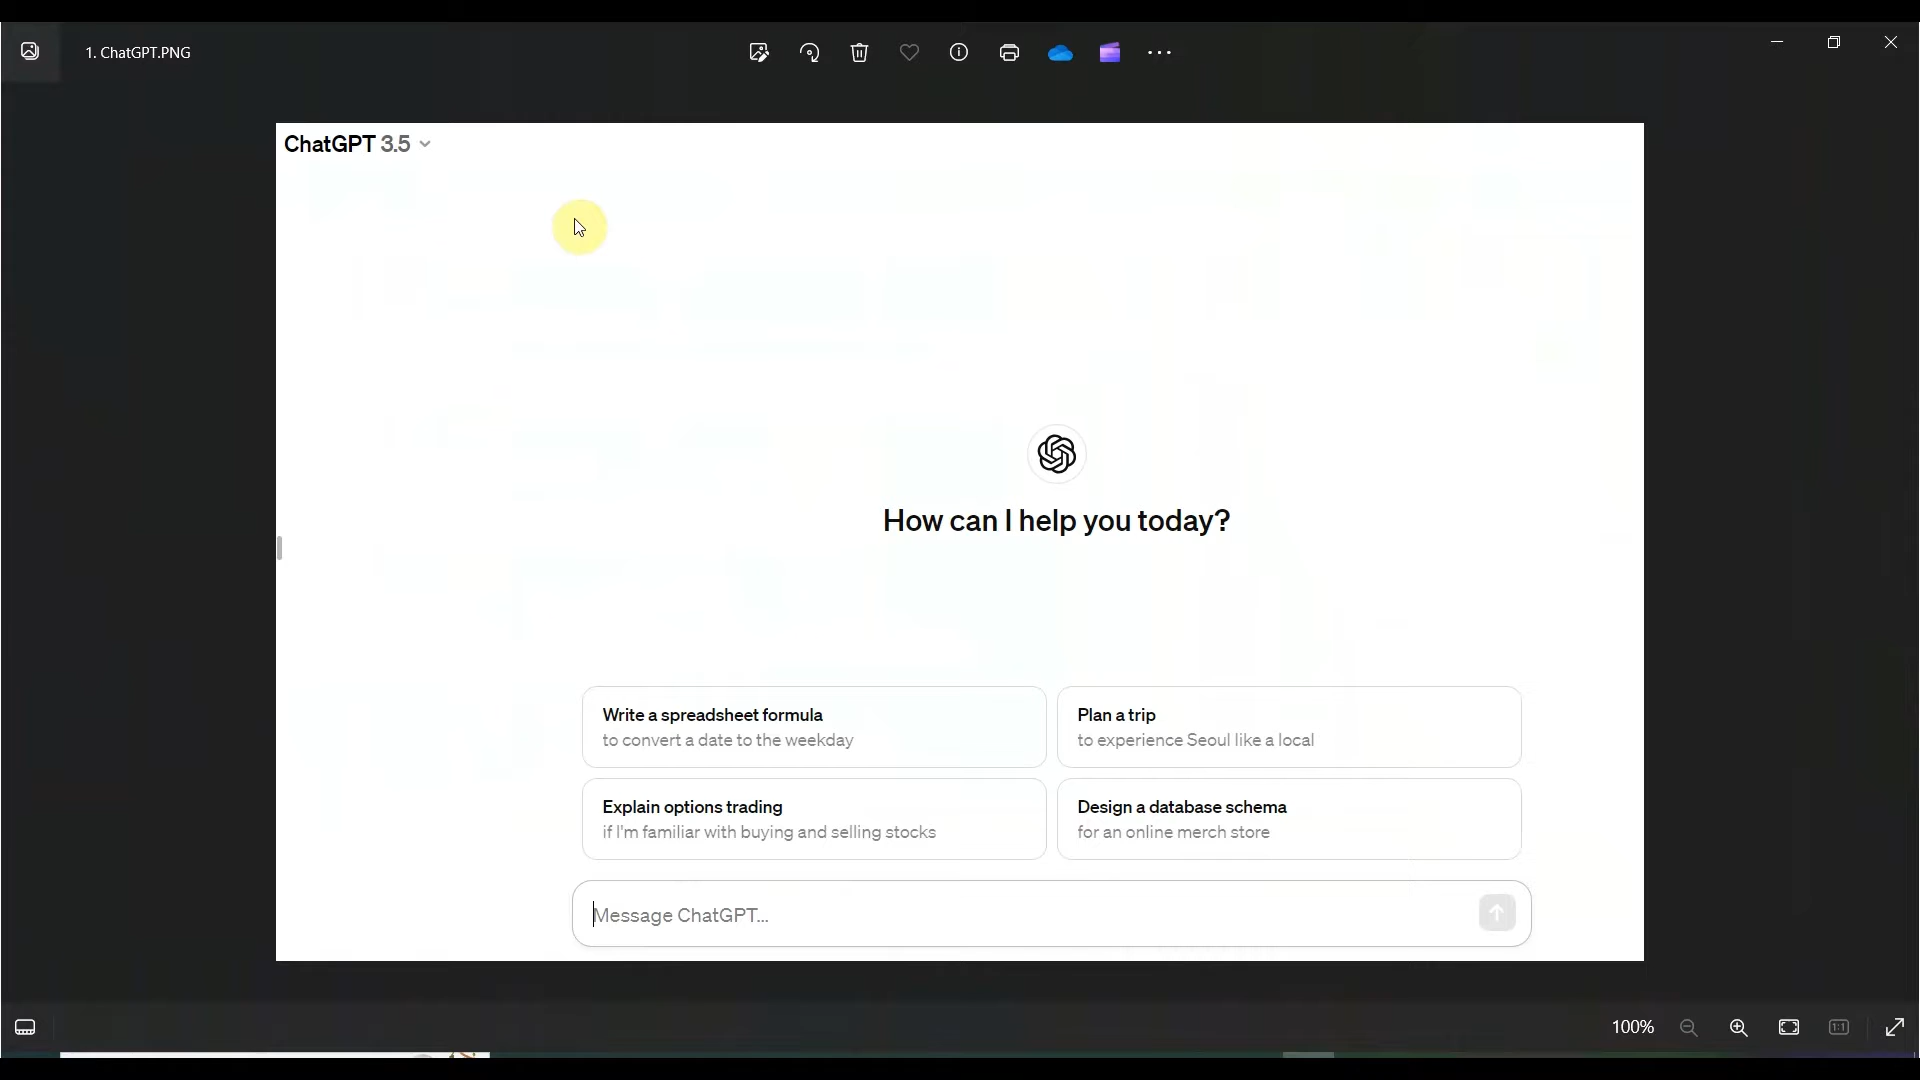 1. ChatGPT.PNG
ChatGPT 3.5
How can I help you today?
Write a spreadsheet formula
to convert a date to the weekday
Plan a trip
to experience Seoul like a local
Explain options trading
if I'm familiar with buying and selling stocks
Design a database schema
for an online merch store
Message ChatGPT...
100%
1:1